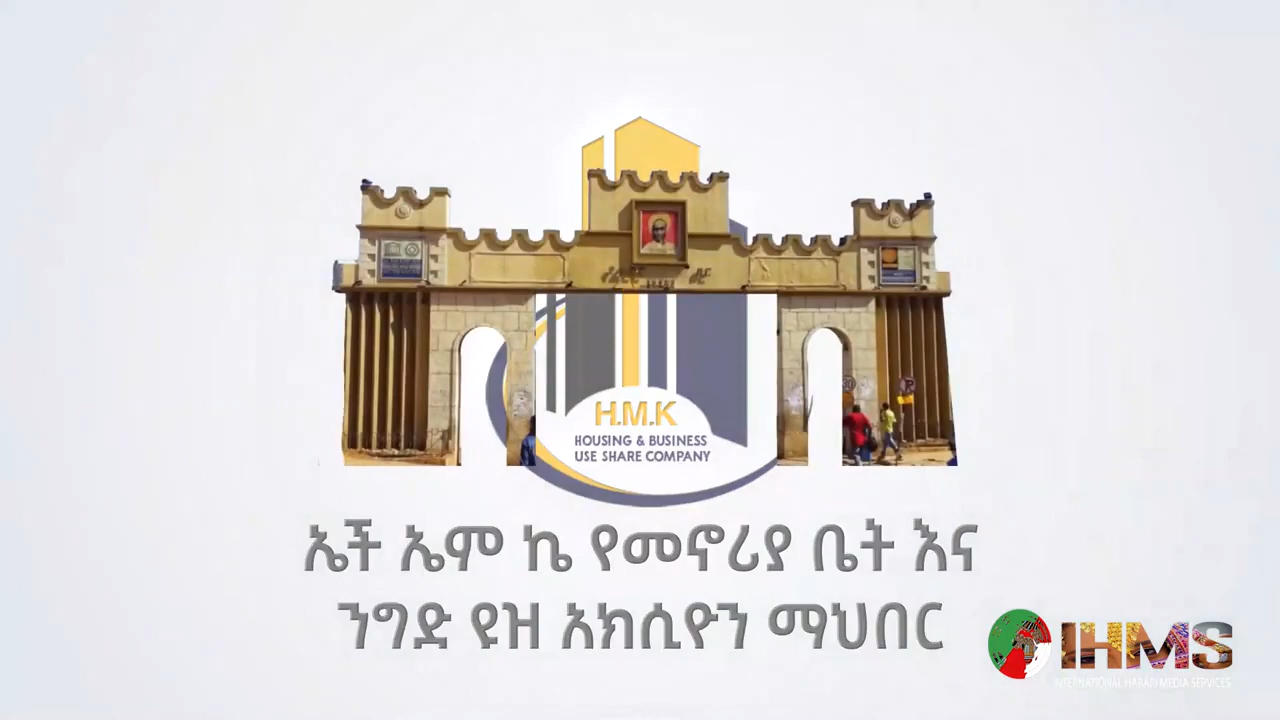 H.M.K
HOUSING & BUSINESS
USE SHARE COMPANY
ኤች ኤም ኬ የመኖሪያ ቤት እና
ንግድ ዩዝ አክሲዮን ማህበር
IHMS
INTERNATIONAL HARARI MEDIA SERVICES